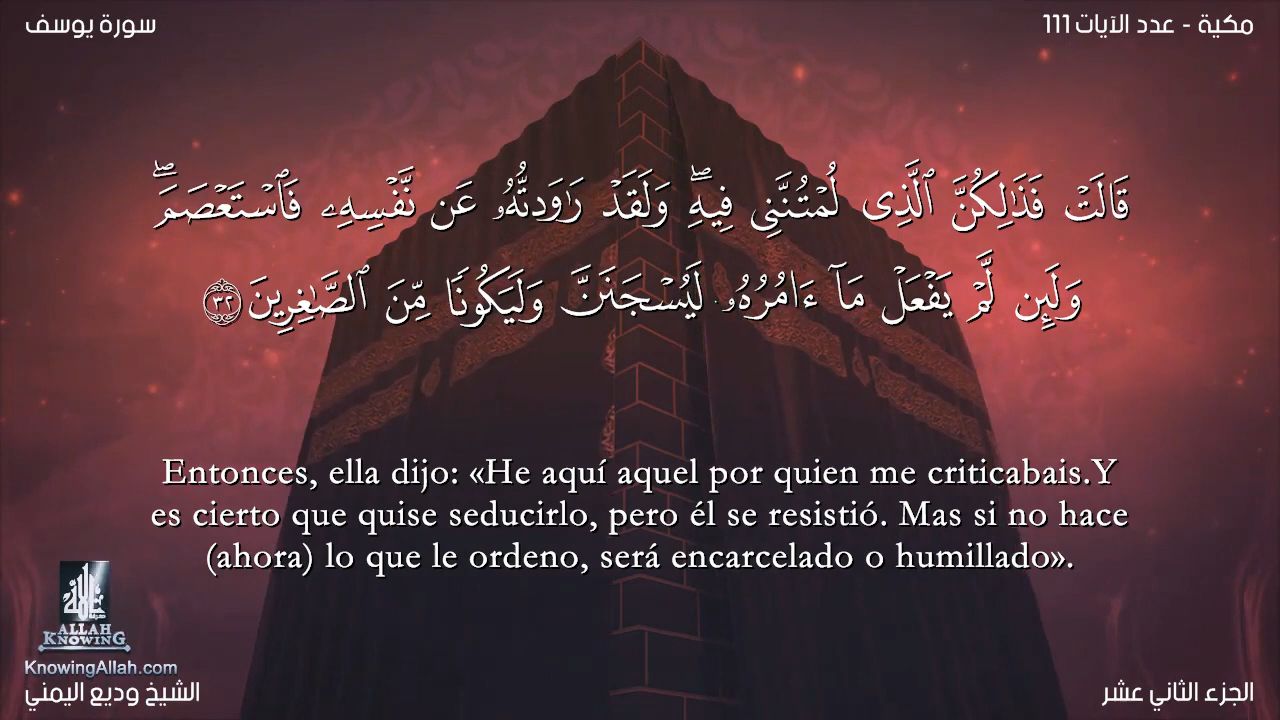 سورة يوسف
مكية - عدد الآيات 111
قَالَتْ فَذَٰلِكُنَّ ٱلَّذِى لُمْتُنَّنِى فِيهِ ۖ وَلَقَدْ رَٰوَدتُّهُۥ عَن نَّفْسِهِۦ فَٱسْتَعْصَمَ ۖ
وَلَئِن لَّمْ يَفْعَلْ مَآ ءَامُرُهُۥ لَيُسْجَنَنَّ وَلَيَكُونًا مِّنَ ٱلصَّٰغِرِينَ ٣٢
Entonces, ella dijo: «He aquí aquel por quien me criticabais.Y
es cierto que quise seducirlo, pero él se resistió. Mas si no hace
(ahora) lo que le ordeno, será encarcelado o humillado».
ALLAH
KNOWING
KnowingAllah.com
الشيخ وديع اليمني
الجزء الثاني عشر